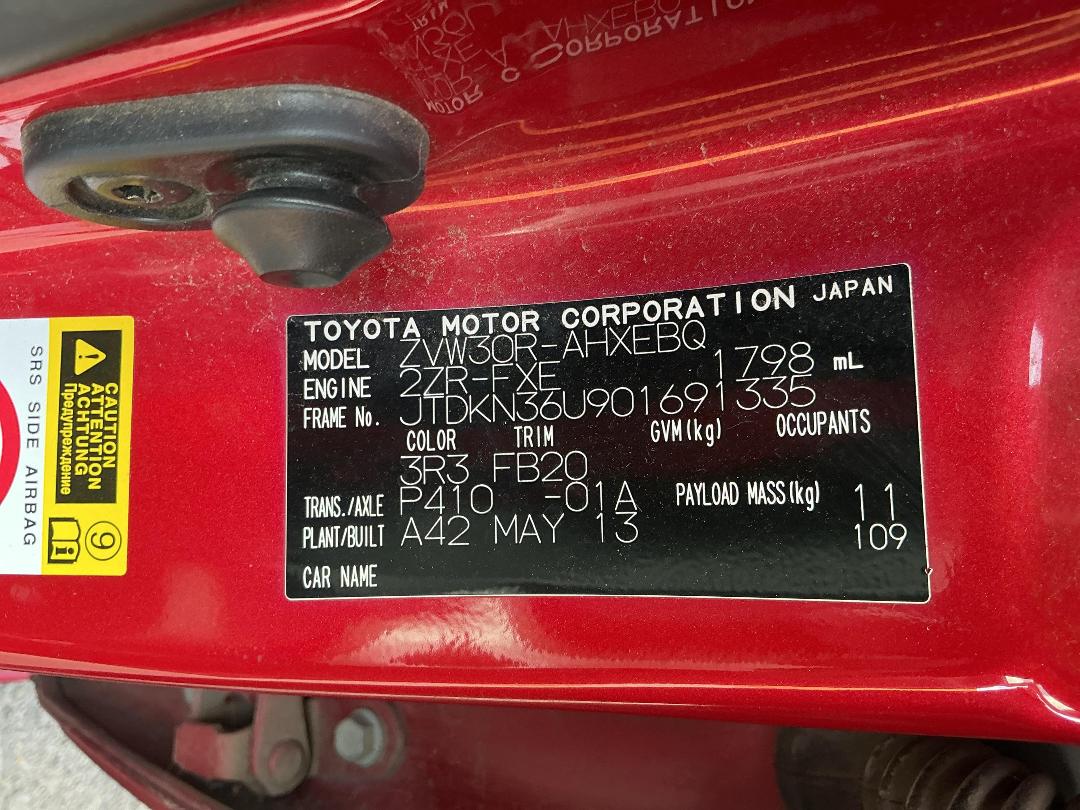 TOYOTA MOTOR CORPORATION JAPAN
MODEL ZVW30R-AHXEBQ
ENGINE 2ZR-FXE 1798 mL
FRAME No. JTDKN36U901691335
COLOR TRIM GVM(kg) OCCUPANTS
3R3 FB20
TRANS./AXLE P410 -01A PAYLOAD MASS(kg) 11
PLANT/BUILT A42 MAY 13 109
CAR NAME
CAUTION
ATTENTION
ACHTUNG
Предупреждение
9
SRS SIDE AIRBAG